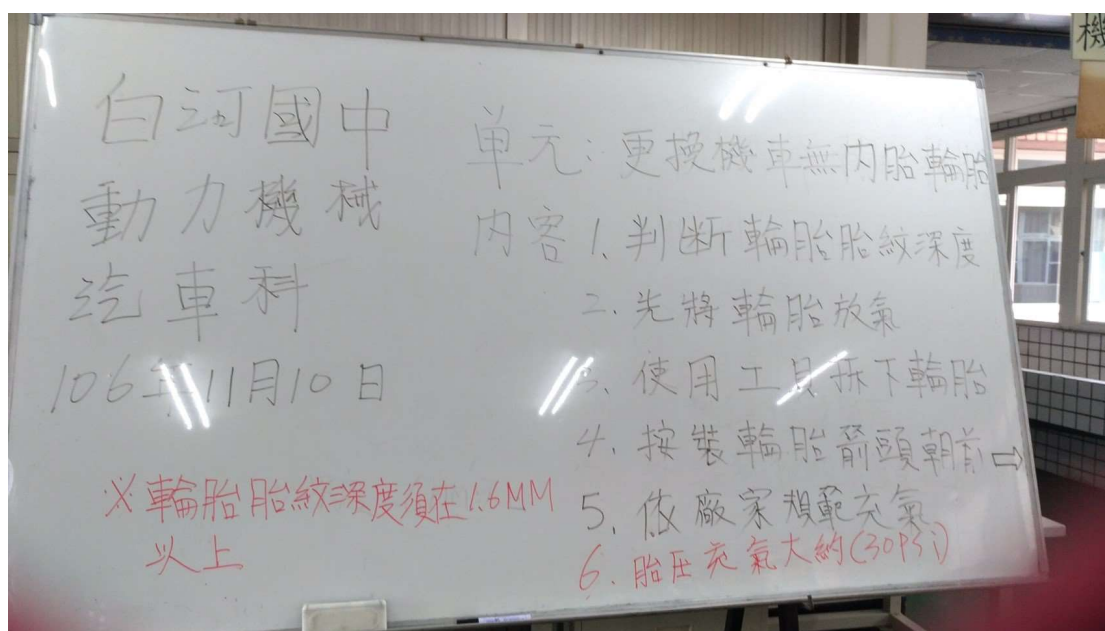 白河國中
動力機械
汽車科
106年11月10日
※輪胎胎紋深度須在1.6MM
以上
単元:更換機車無內胎輪胎
內容1.判断輪胎胎紋深度
2.先將輪胎放氣
3.使用工具拆下輪胎
4.按裝輪胎箭頭朝前⇨
5.依廠家規範充氣
6.胎圧充氣大約(30PSi)
機